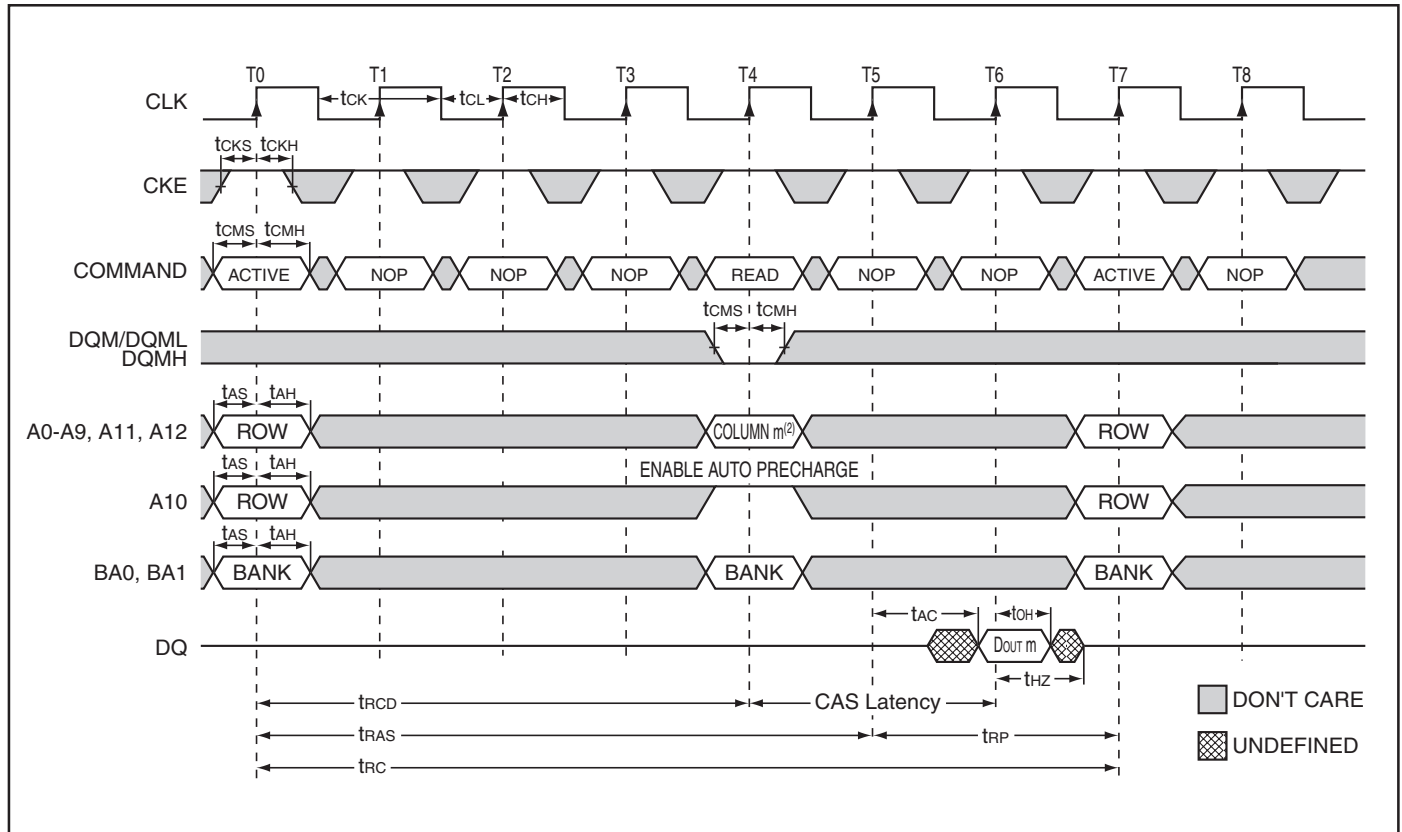 T0 T1 T2 T3 T4 T5 T6 T7 T8
CLK tCK tCL tCH
tCKS tCKH
CKE
tCMS tCMH
COMMAND ACTIVE NOP NOP NOP READ NOP NOP ACTIVE NOP
tCMS tCMH
DQM/DQML
DQMH
tAS tAH
A0-A9, A11, A12 ROW COLUMN m(2) ROW
tAS tAH ENABLE AUTO PRECHARGE
A10 ROW ROW
tAS tAH
BA0, BA1 BANK BANK BANK
tAC tOH
DQ DOUT m
tHZ
tRCD CAS Latency DON'T CARE
tRAS tRP
UNDEFINED
tRC